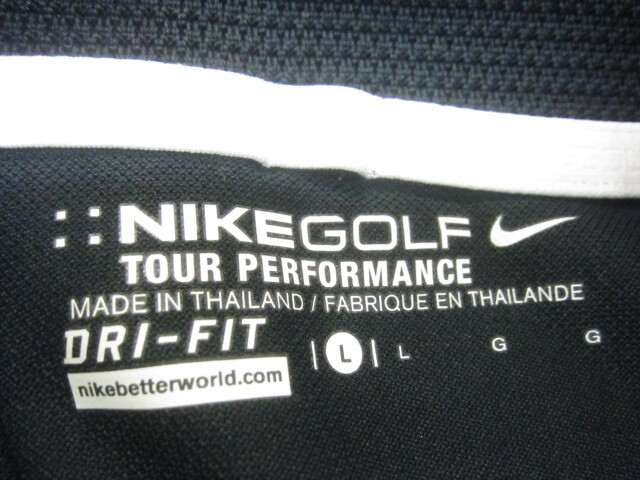 NIKEGOLF
TOUR PERFORMANCE
MADE IN THAILAND / FABRIQUE EN THAILANDE
DRI-FIT | L | L G G
nikebetterworld.com